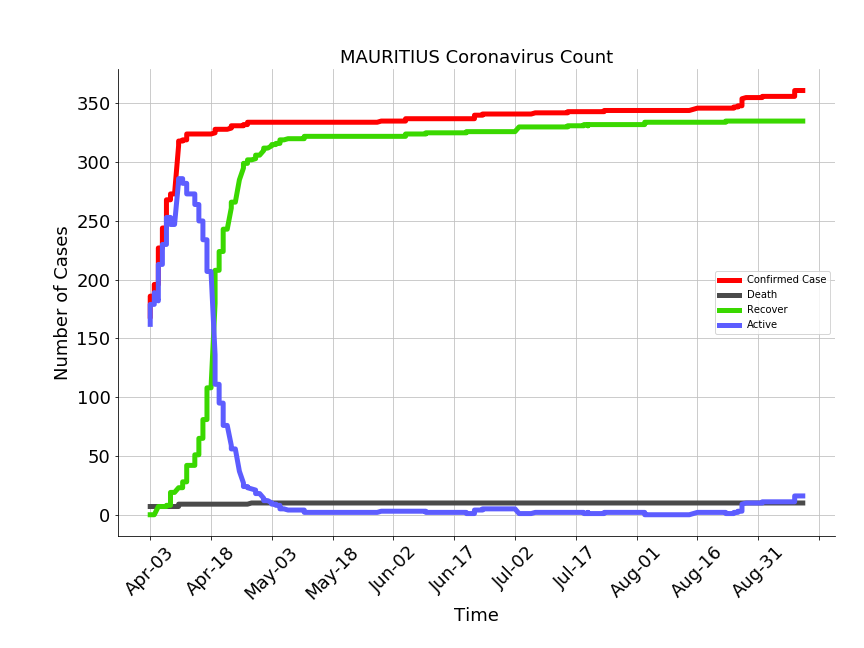 MAURITIUS Coronavirus Count
Number of Cases
350
300
250
200
150
100
50
0
Confirmed Case
Death
Recover
Active
Apr-03
Apr-18
May-03
May-18
Jun-02
Jun-17
Jul-02
Jul-17
Aug-01
Aug-16
Aug-31
Time